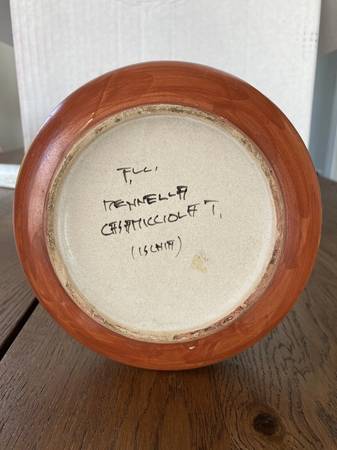 F.LLI
MENNELLA
CASAMICCIOLA T.
(ISCHIA)